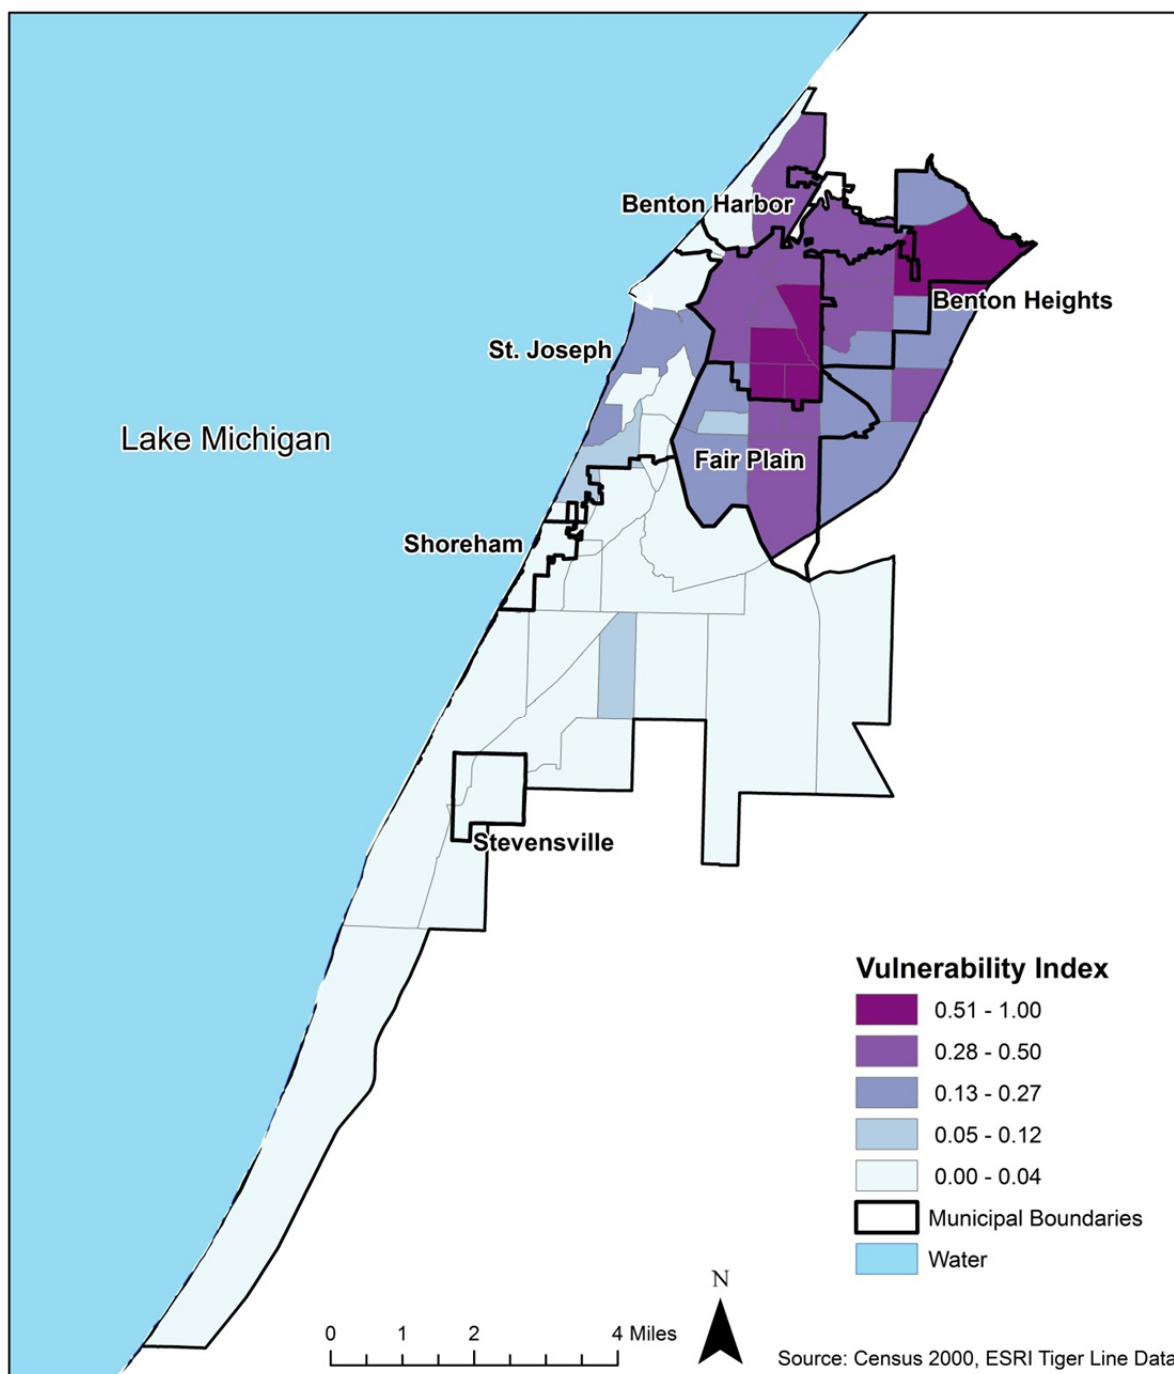 Benton Harbor
Benton Heights
St. Joseph
Lake Michigan
Fair Plain
Shoreham
Stevensville
Vulnerability Index
0.51 - 1.00
0.28 - 0.50
0.13 - 0.27
0.05 - 0.12
0.00 - 0.04
Municipal Boundaries
Water
N
0 1 2 4 Miles
Source: Census 2000, ESRI Tiger Line Data